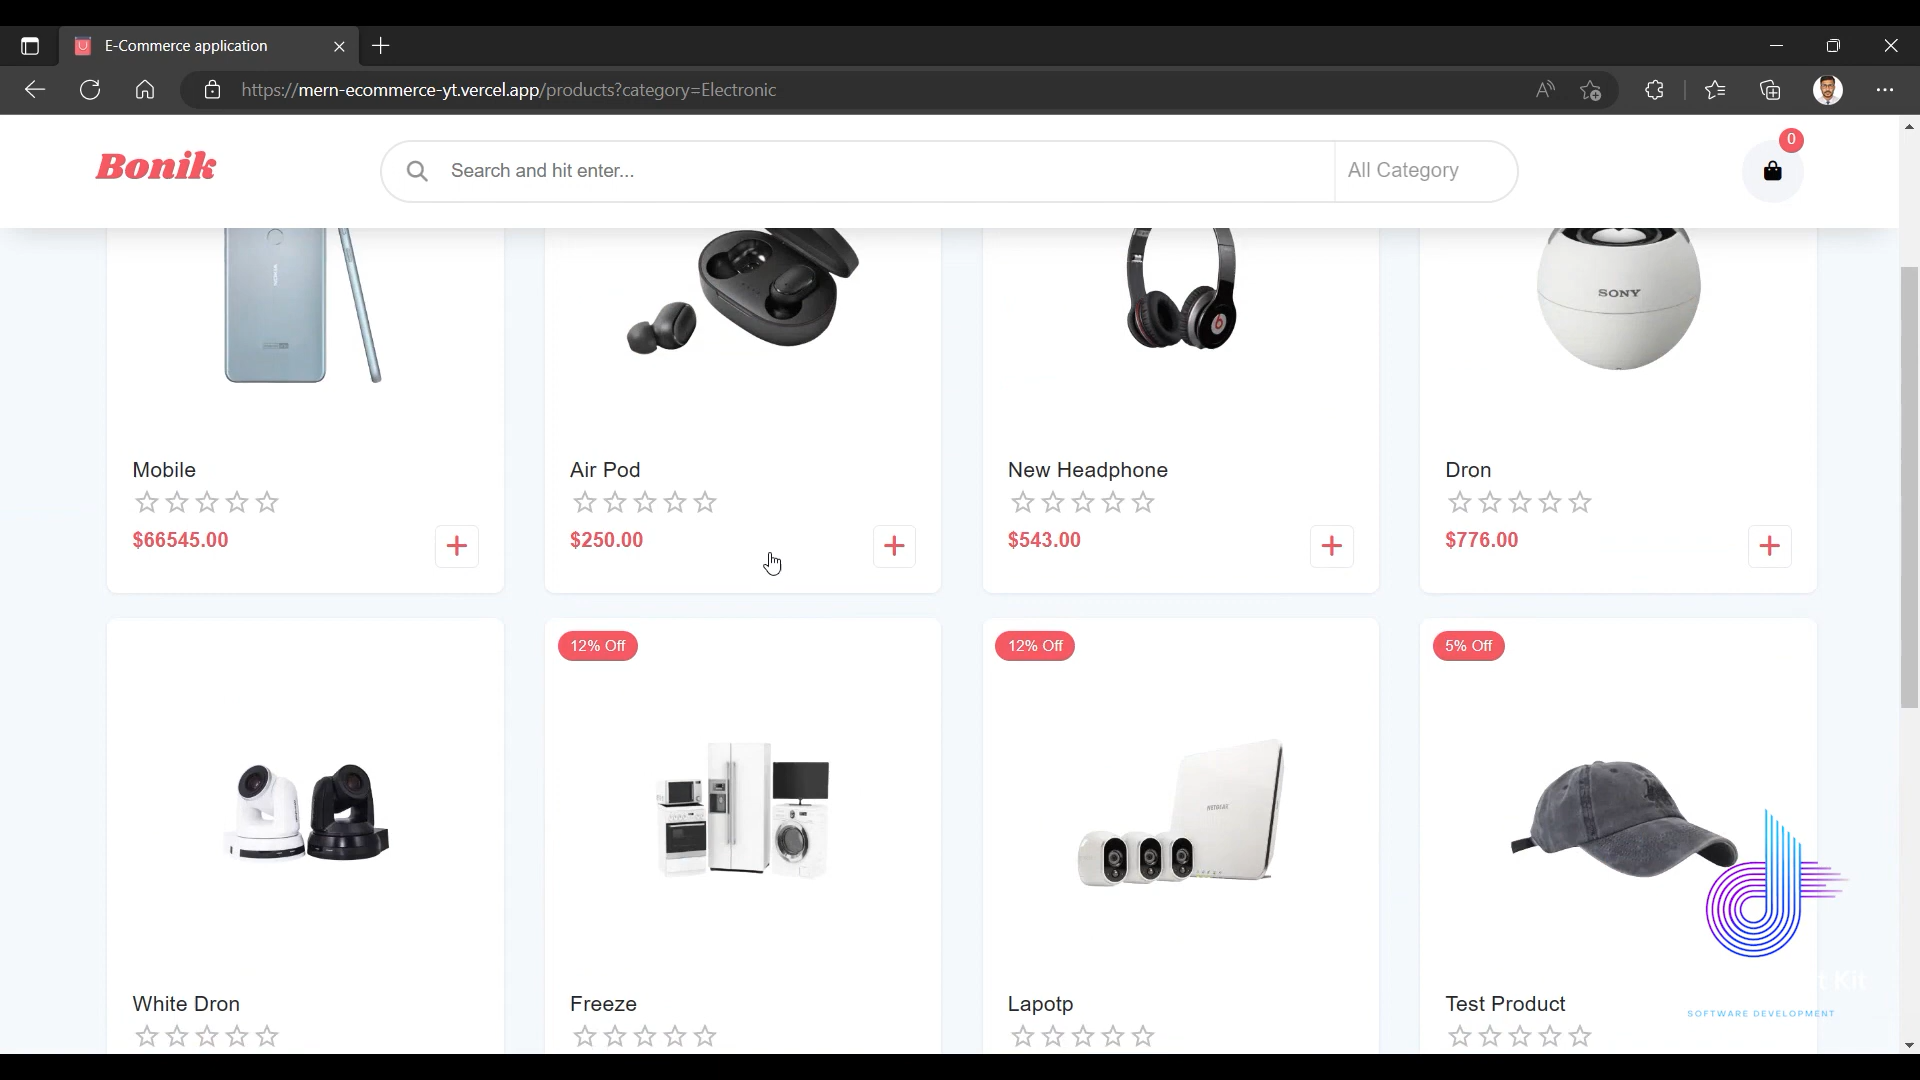 E-Commerce application
https://mern-ecommerce-yt.vercel.app/products?category=Electronic
Bonik
Search and hit enter...
All Category
0
SONY
Mobile
Air Pod
New Headphone
Dron
$66545.00
$250.00
$543.00
$776.00
12% Off
12% Off
5% Off
NETGEAR
White Dron
Freeze
Lapotp
Test Product
t Kit
SOFTWARE DEVELOPMENT